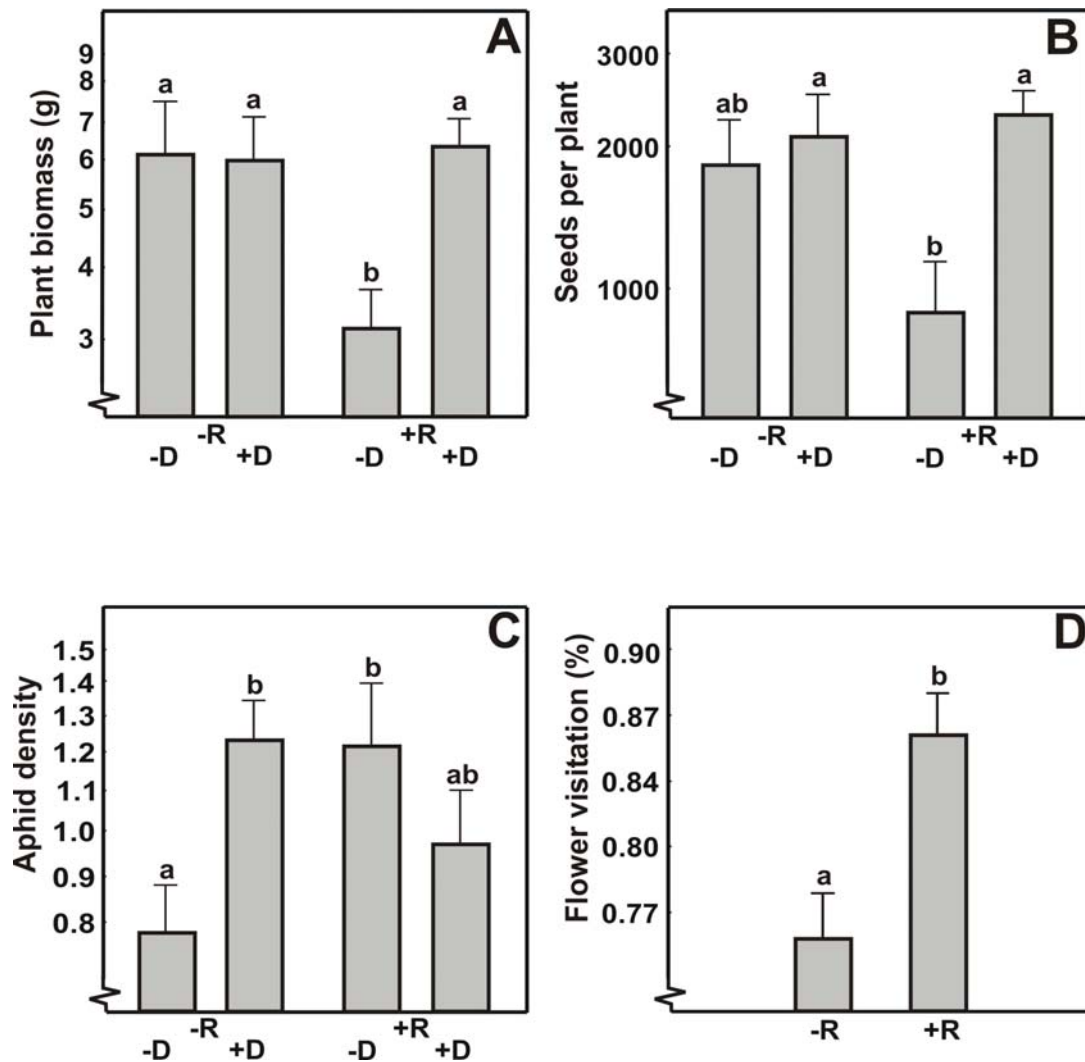 A
Plant biomass (g)
9
8
7
6
5
4
3
a
a
b
a
-R
+R
-D
+D
-D
+D
B
Seeds per plant
3000
2000
1000
ab
a
b
a
-R
+R
-D
+D
-D
+D
C
Aphid density
1.5
1.4
1.3
1.2
1.1
1.0
0.9
0.8
a
b
b
ab
-R
+R
-D
+D
-D
+D
D
Flower visitation (%)
0.90
0.87
0.84
0.80
0.77
a
b
-R
+R